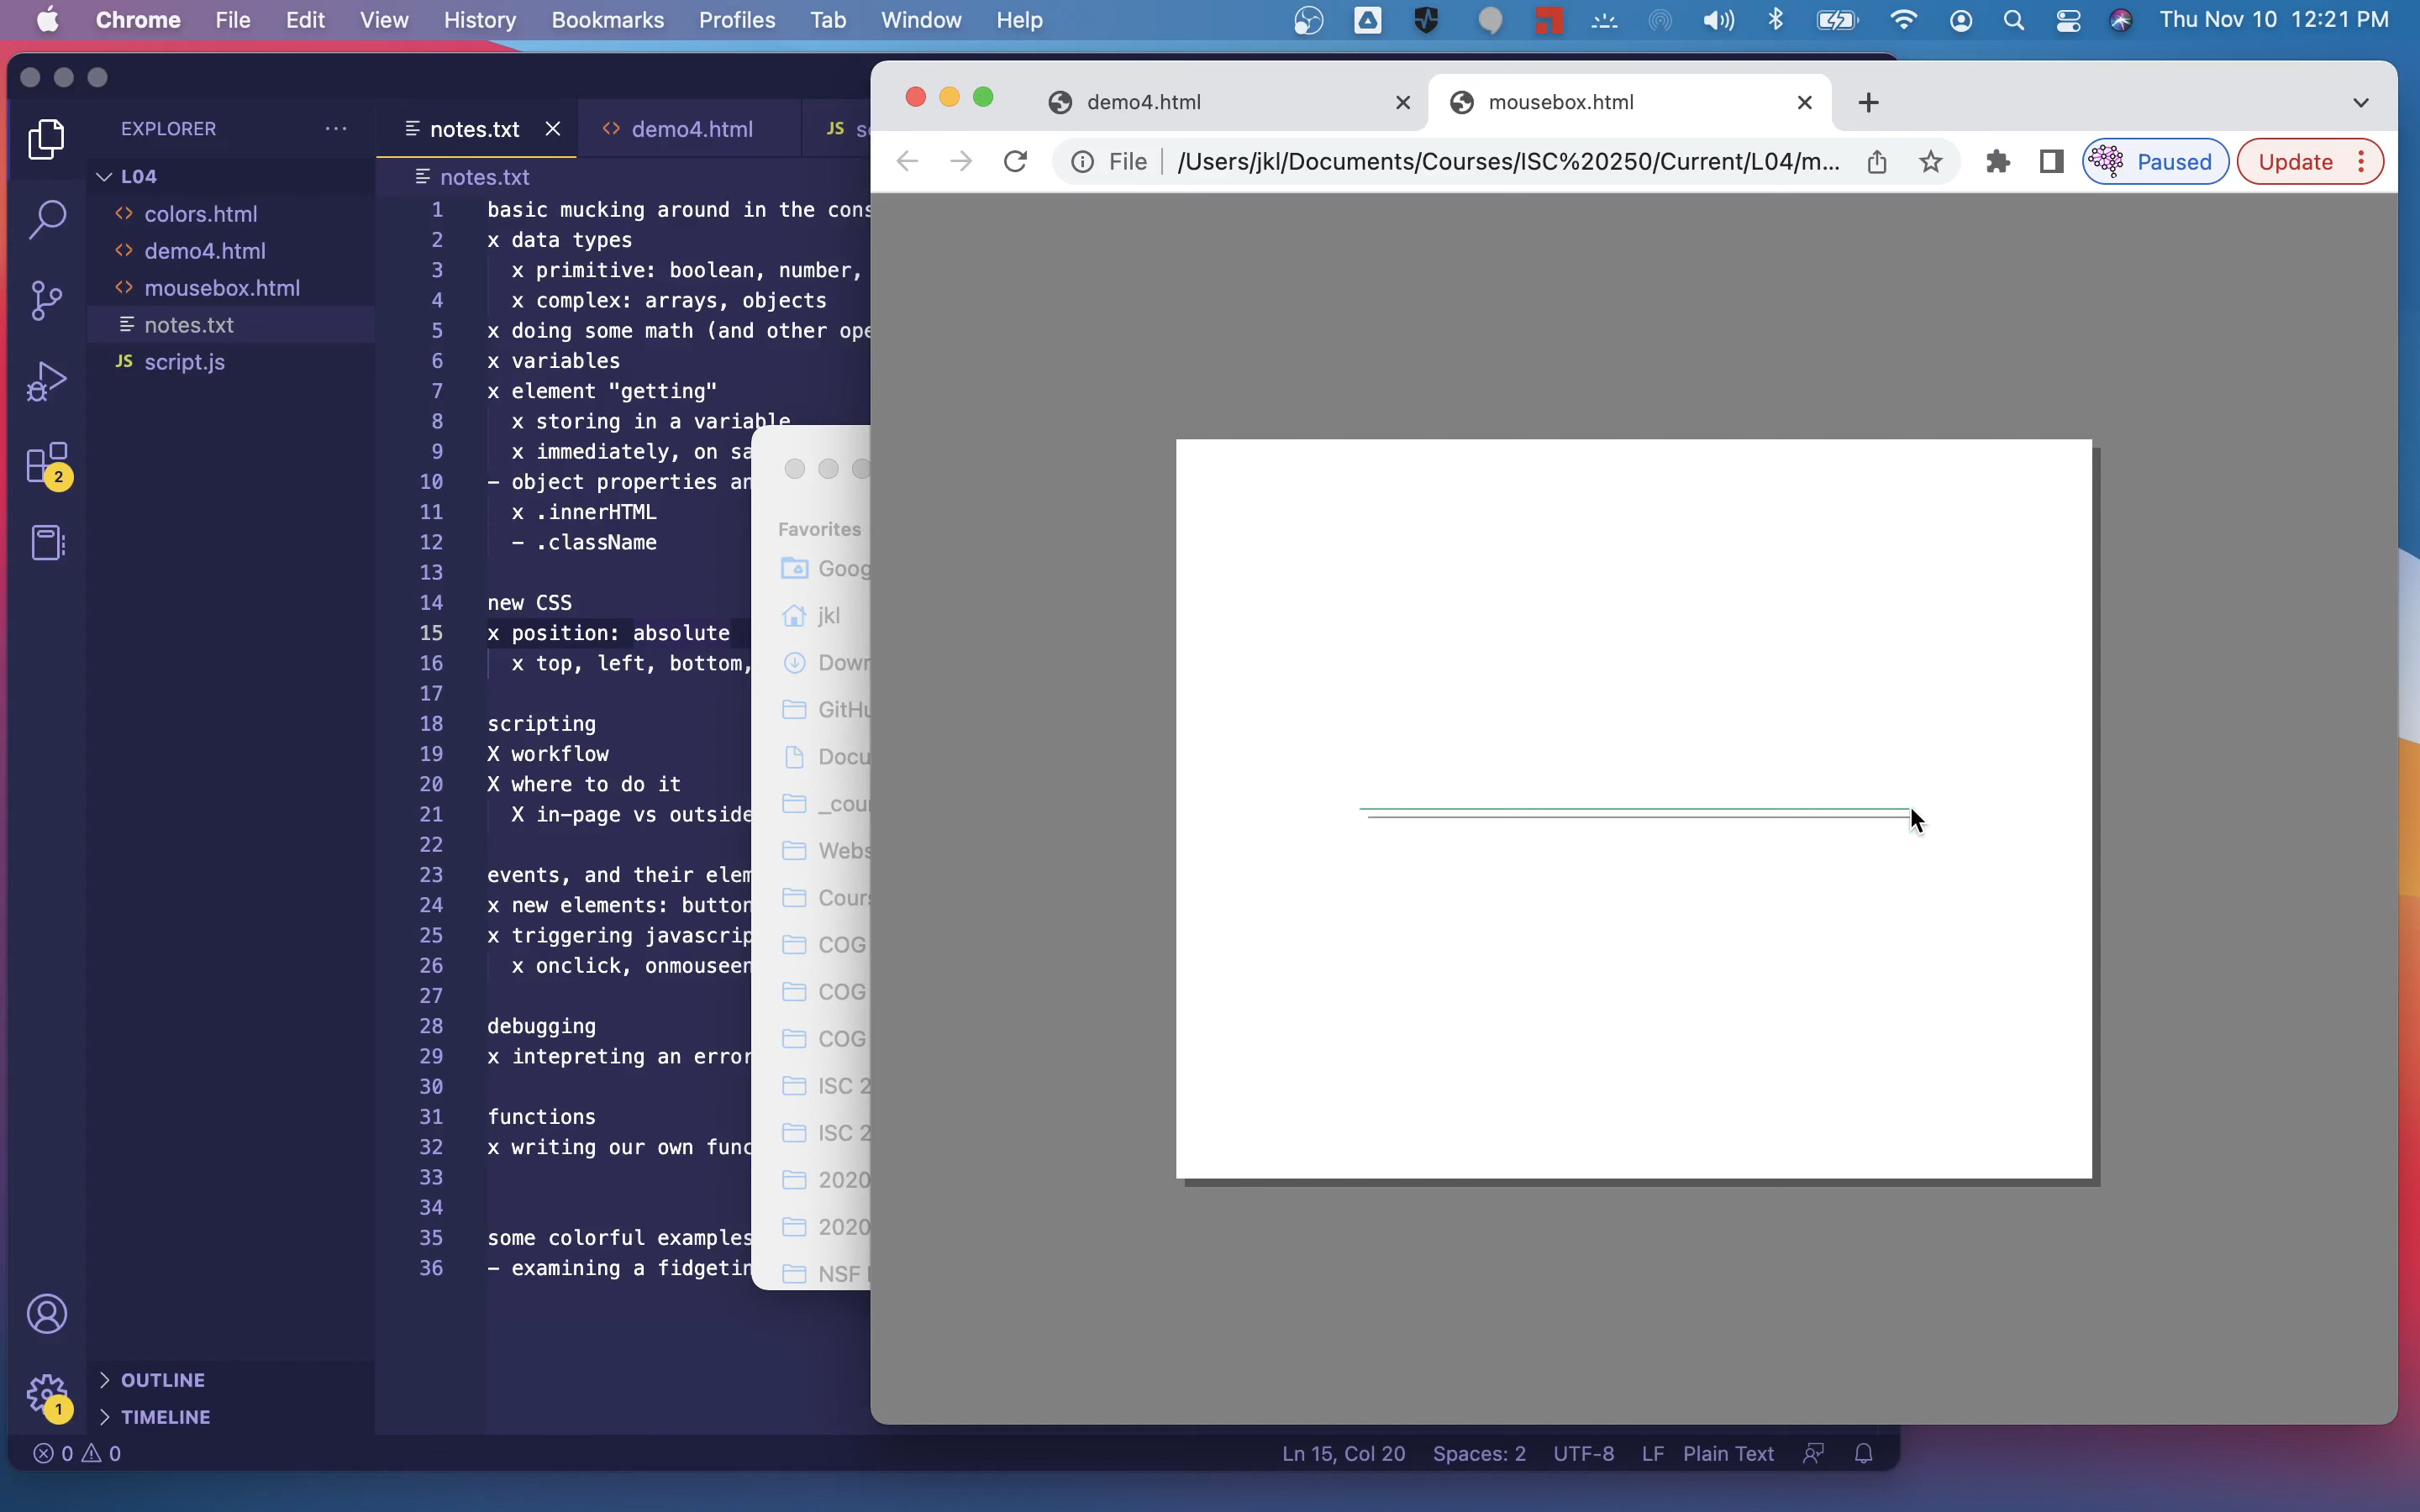 Chrome File Edit View History Bookmarks Profiles Tab Window Help Thu Nov 10 12:21 PM
EXPLORER
L04
colors.html
demo4.html
mousebox.html
notes.txt
JS script.js
2
1
OUTLINE
TIMELINE
notes.txt demo4.html JS
notes.txt
1 basic mucking around in the
2 x data types
3 x primitive: boolean, number,
4 x complex: arrays, objects
5 x doing some math (and other
6 x variables
7 x element "getting"
8 x storing in a variable
9 x immediately, on
10 - object properties
11 x .innerHTML
12 - .className
13
14 new CSS
15 x position: absolute
16 x top, left, bottom,
17
18 scripting
19 X workflow
20 X where to do it
21 X in-page vs outside
22
23 events, and their
24 x new elements: button
25 x triggering
26 x onclick,
27
28 debugging
29 x intepreting an error
30
31 functions
32 x writing our own
33
34
35 some colorful examples
36 - examining a
Favorites
jkl
COG
COG
COG
ISC
ISC
2020
2020
NSF
demo4.html mousebox.html
File /Users/jkl/Documents/Courses/ISC%20250/Current/L04/m... Paused Update
0 0 Ln 15, Col 20 Spaces: 2 UTF-8 LF Plain Text